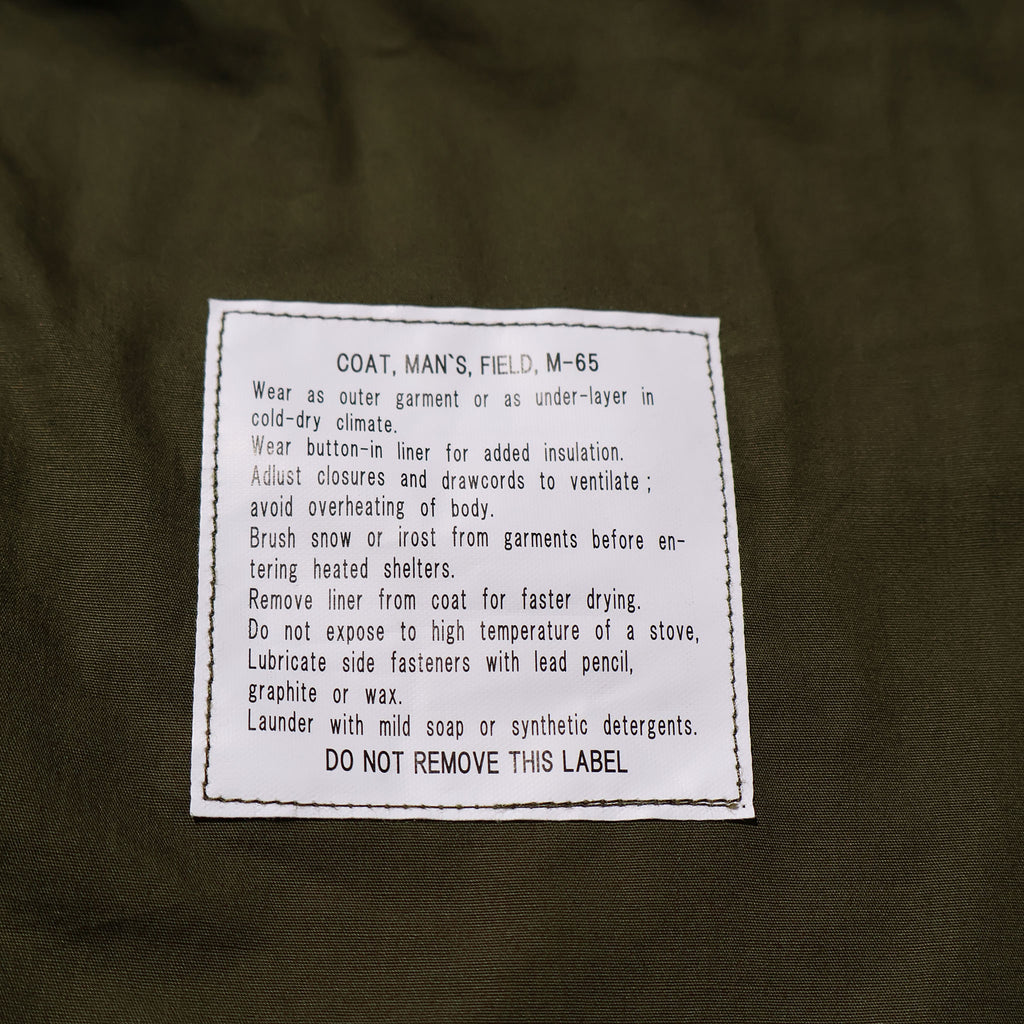 COAT, MAN`S, FIELD, M-65
Wear as outer garment or as under-layer in
cold-dry climate.
Wear button-in liner for added insulation.
Adlust closures and drawcords to ventilate ;
avoid overheating of body.
Brush snow or irost from garments before en-
tering heated shelters.
Remove liner from coat for faster drying.
Do not expose to high temperature of a stove,
Lubricate side fasteners with lead pencil,
graphite or wax.
Launder with mild soap or synthetic detergents.
DO NOT REMOVE THIS LABEL